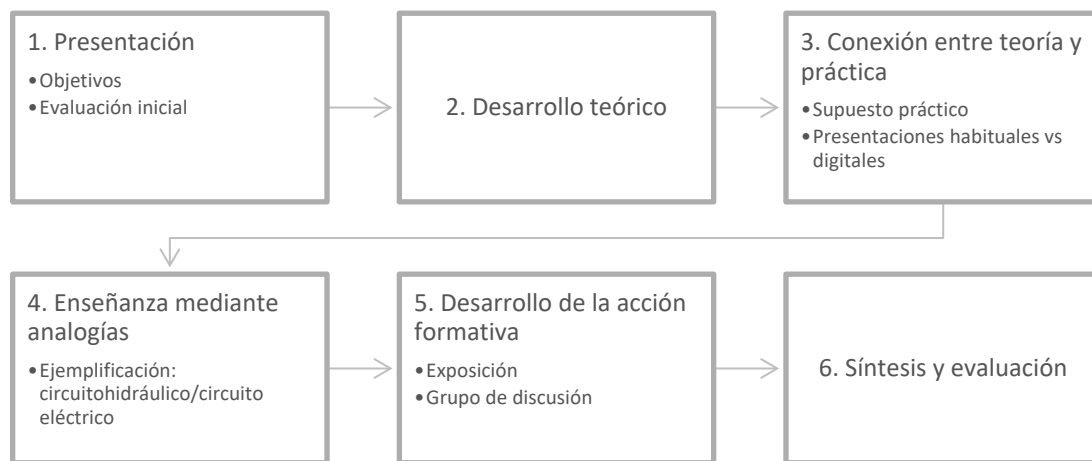 1. Presentación
•Objetivos
•Evaluación inicial
2. Desarrollo teórico
3. Conexión entre teoría y
práctica
•Supuesto práctico
•Presentaciones habituales vs
digitales
4. Enseñanza mediante
analogías
•Ejemplificación:
circuitohidráulico/circuito
eléctrico
5. Desarrollo de la acción
formativa
•Exposición
•Grupo de discusión
6. Síntesis y evaluación